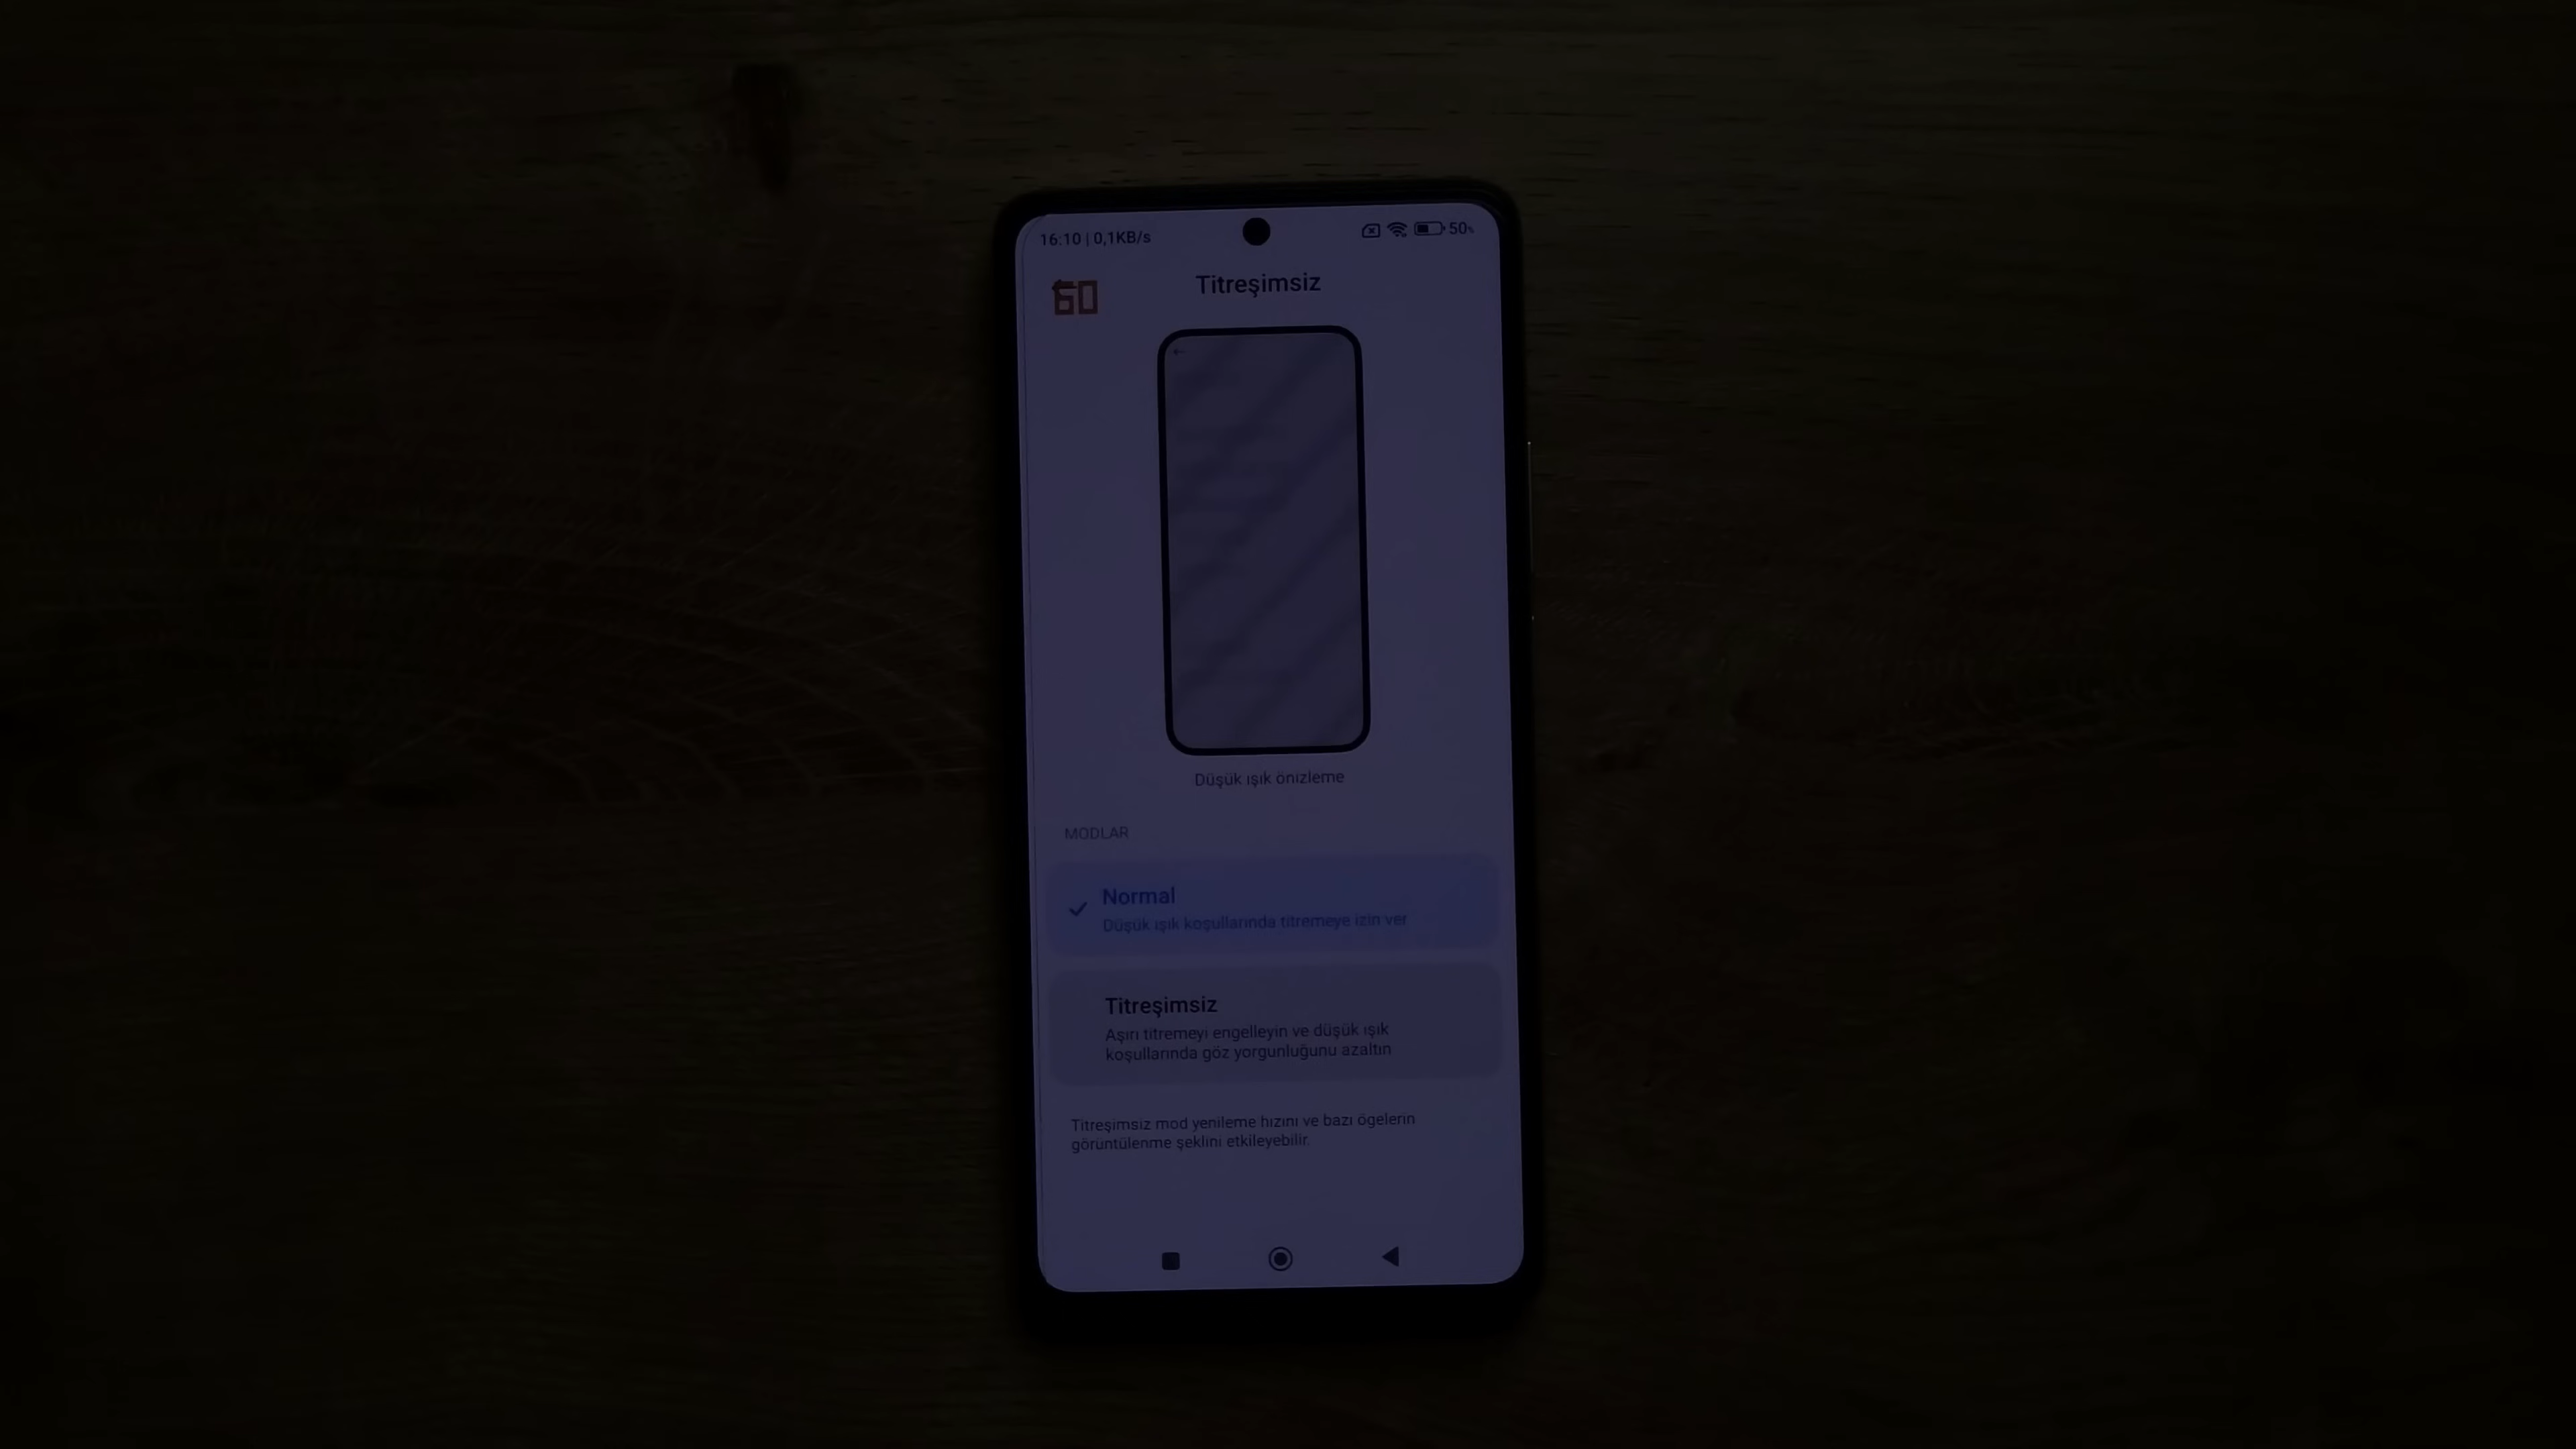 16:10 | 0,1KB/s
50%
60
Titreşimsiz
Düşük ışık önizleme
MODLAR
Normal
Düşük ışık koşullarında titremeye izin ver
Titreşimsiz
Aşırı titremeyi engelleyin ve düşük ışık
koşullarında göz yorgunluğunu azaltın
Titreşimsiz mod yenileme hızını ve bazı ögelerin
görüntülenme şeklini etkileyebilir.